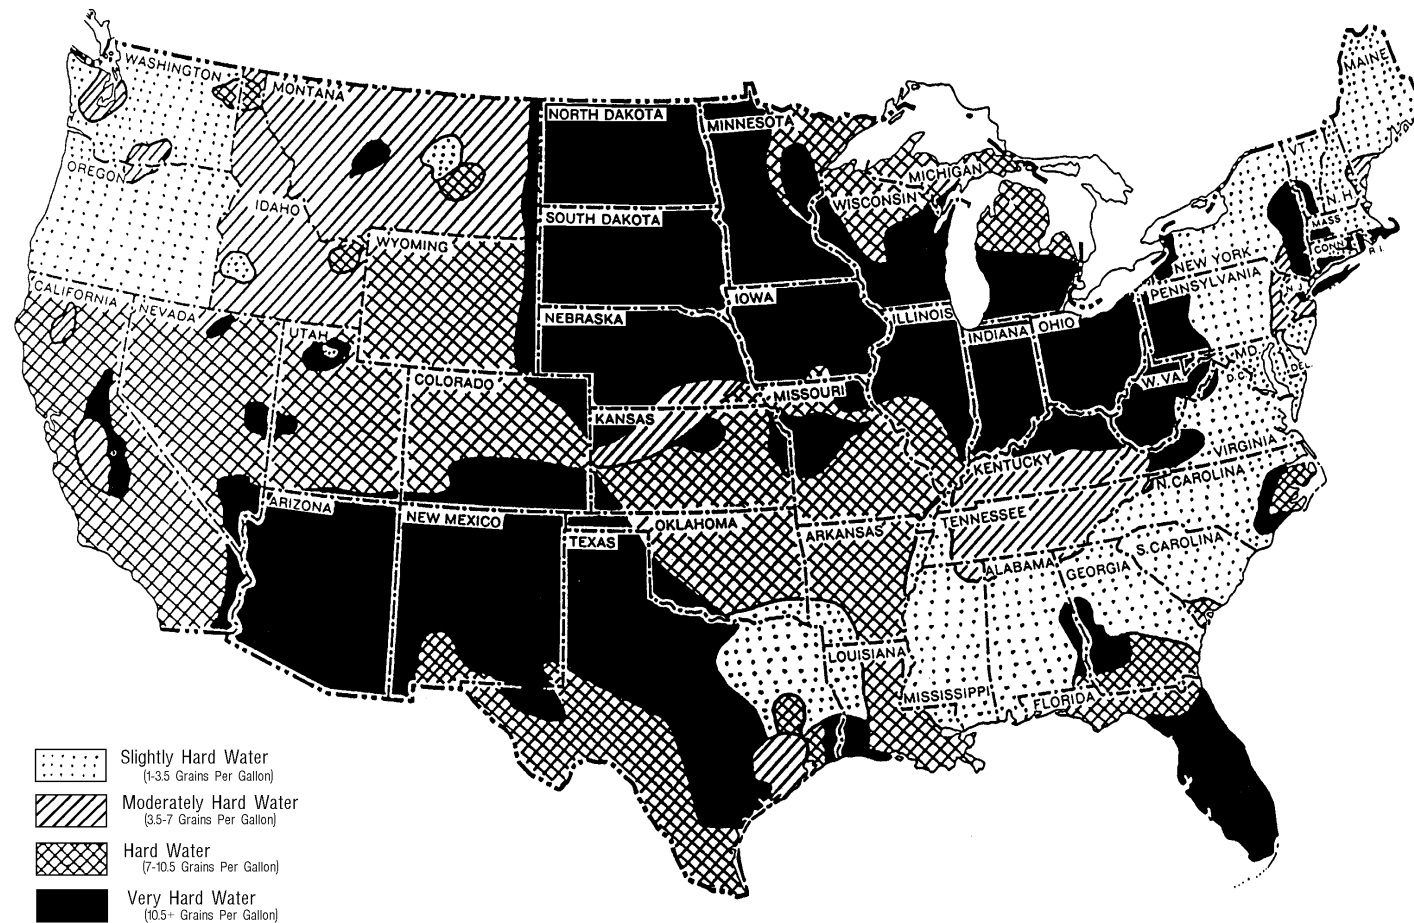 WASHINGTON
MONTANA
NORTH DAKOTA
MINNESOTA
MAINE
OREGON
VT.
MICHIGAN
N.H.
IDAHO
SOUTH DAKOTA
WISCONSIN
MASS
WYOMING
CONN
R.I.
NEW YORK
CALIFORNIA
NEVADA
PENNSYLVANIA
N.J.
IOWA
NEBRASKA
ILLINOIS
INDIANA
OHIO
UTAH
MD.
DEL.
COLORADO
W. VA.
D.C.
MISSOURI
KANSAS
VIRGINIA
KENTUCKY
N. CAROLINA
ARIZONA
NEW MEXICO
OKLAHOMA
TENNESSEE
TEXAS
ARKANSAS
S. CAROLINA
ALABAMA
GEORGIA
LOUISIANA
MISSISSIPPI
FLORIDA
Slightly Hard Water
(1-3.5 Grains Per Gallon)
Moderately Hard Water
(3.5-7 Grains Per Gallon)
Hard Water
(7-10.5 Grains Per Gallon)
Very Hard Water
(10.5+ Grains Per Gallon)